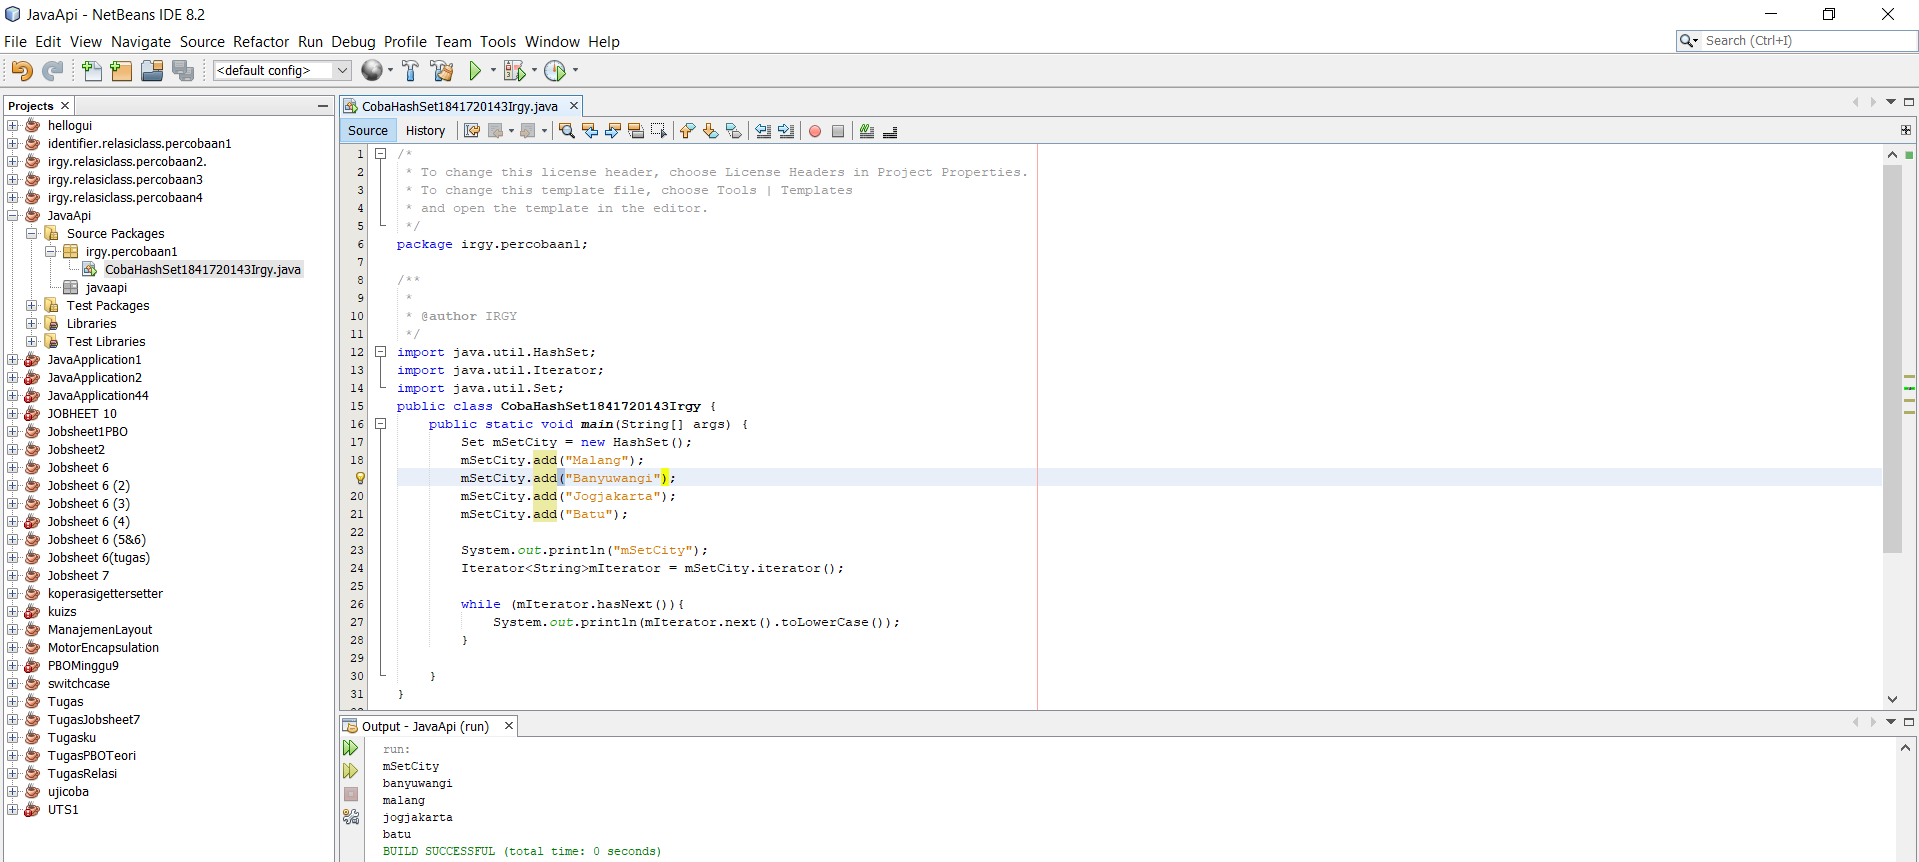 JavaApi - NetBeans IDE 8.2
File Edit View Navigate Source Refactor Run Debug Profile Team Tools Window Help
Search (Ctrl+I)
<default config>
Projects
hellogui
identifier.relasiclass.percobaan1
irgy.relasiclass.percobaan2.
irgy.relasiclass.percobaan3
irgy.relasiclass.percobaan4
JavaApi
Source Packages
irgy.percobaan1
CobaHashSet1841720143Irgy.java
javaapi
Test Packages
Libraries
Test Libraries
JavaApplication1
JavaApplication2
JavaApplication44
JOBHEET 10
Jobsheet1PBO
Jobsheet2
Jobsheet 6
Jobsheet 6 (2)
Jobsheet 6 (3)
Jobsheet 6 (4)
Jobsheet 6 (5&6)
Jobsheet 6(tugas)
Jobsheet 7
koperasigettersetter
kuizs
ManajemenLayout
MotorEncapsulation
PBOMinggu9
switchcase
Tugas
TugasJobsheet7
Tugasku
TugasPBOTeori
TugasRelasi
ujicoba
UTS1
CobaHashSet1841720143Irgy.java
Source History
1 /*
2 * To change this license header, choose License Headers in Project Properties.
3 * To change this template file, choose Tools | Templates
4 * and open the template in the editor.
5 */
6 package irgy.percobaan1;
7
8 /**
9 *
10 * @author IRGY
11 */
12 import java.util.HashSet;
13 import java.util.Iterator;
14 import java.util.Set;
15 public class CobaHashSet1841720143Irgy {
16 public static void main(String[] args) {
17 Set mSetCity = new HashSet();
18 mSetCity.add("Malang");
mSetCity.add("Banyuwangi");
20 mSetCity.add("Jogjakarta");
21 mSetCity.add("Batu");
22
23 System.out.println("mSetCity");
24 Iterator<String>mIterator = mSetCity.iterator();
25
26 while (mIterator.hasNext()){
27 System.out.println(mIterator.next().toLowerCase());
28 }
29
30 }
31 }
Output - JavaApi (run)
run:
mSetCity
banyuwangi
malang
jogjakarta
batu
BUILD SUCCESSFUL (total time: 0 seconds)